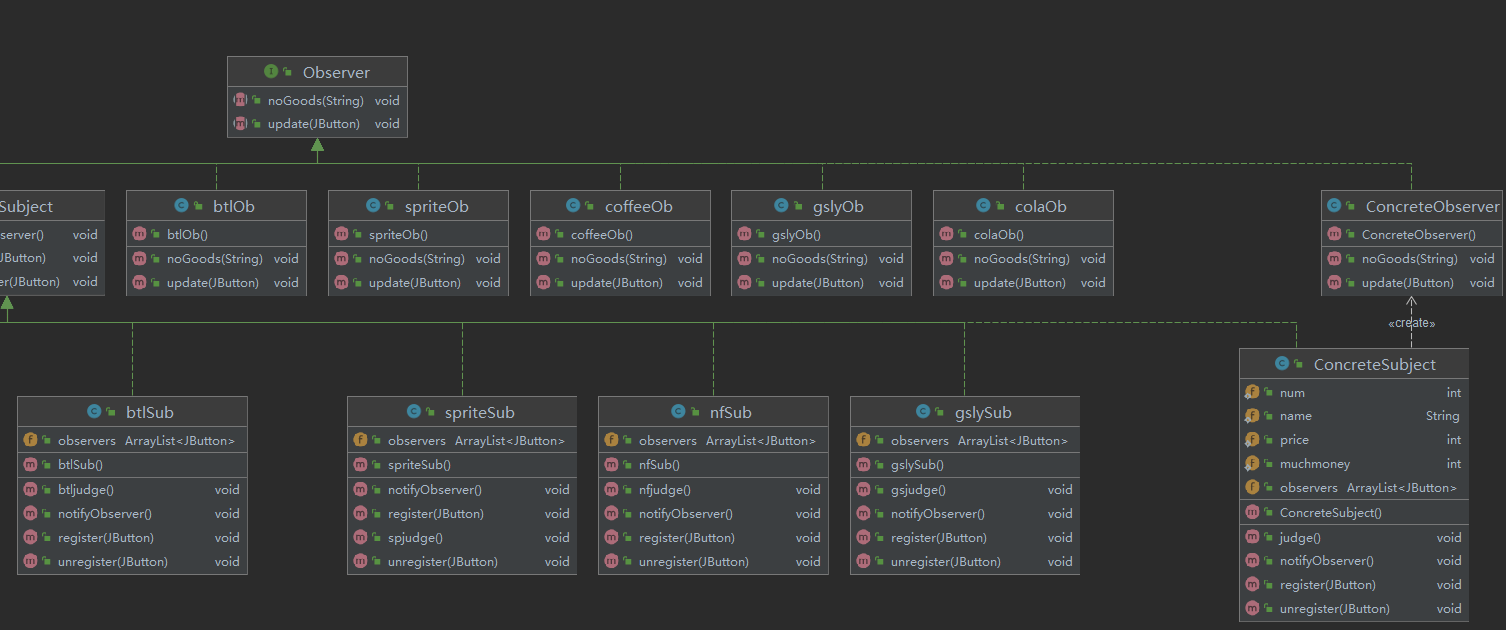 Observer
noGoods(String) void
update(JButton) void
Subject
server() void
JButton) void
er(JButton) void
btlOb
btlOb()
noGoods(String) void
update(JButton) void
spriteOb
spriteOb()
noGoods(String) void
update(JButton) void
coffeeOb
coffeeOb()
noGoods(String) void
update(JButton) void
gslyOb
gslyOb()
noGoods(String) void
update(JButton) void
colaOb
colaOb()
noGoods(String) void
update(JButton) void
ConcreteObserver
ConcreteObserver()
noGoods(String) void
update(JButton) void
«create»
btlSub
observers ArrayList<JButton>
btlSub()
btljudge() void
notifyObserver() void
register(JButton) void
unregister(JButton) void
spriteSub
observers ArrayList<JButton>
spriteSub()
notifyObserver() void
register(JButton) void
spjudge() void
unregister(JButton) void
nfSub
observers ArrayList<JButton>
nfSub()
nfjudge() void
notifyObserver() void
register(JButton) void
unregister(JButton) void
gslySub
observers ArrayList<JButton>
gslySub()
gsjudge() void
notifyObserver() void
register(JButton) void
unregister(JButton) void
ConcreteSubject
num int
name String
price int
muchmoney int
observers ArrayList<JButton>
ConcreteSubject()
judge() void
notifyObserver() void
register(JButton) void
unregister(JButton) void